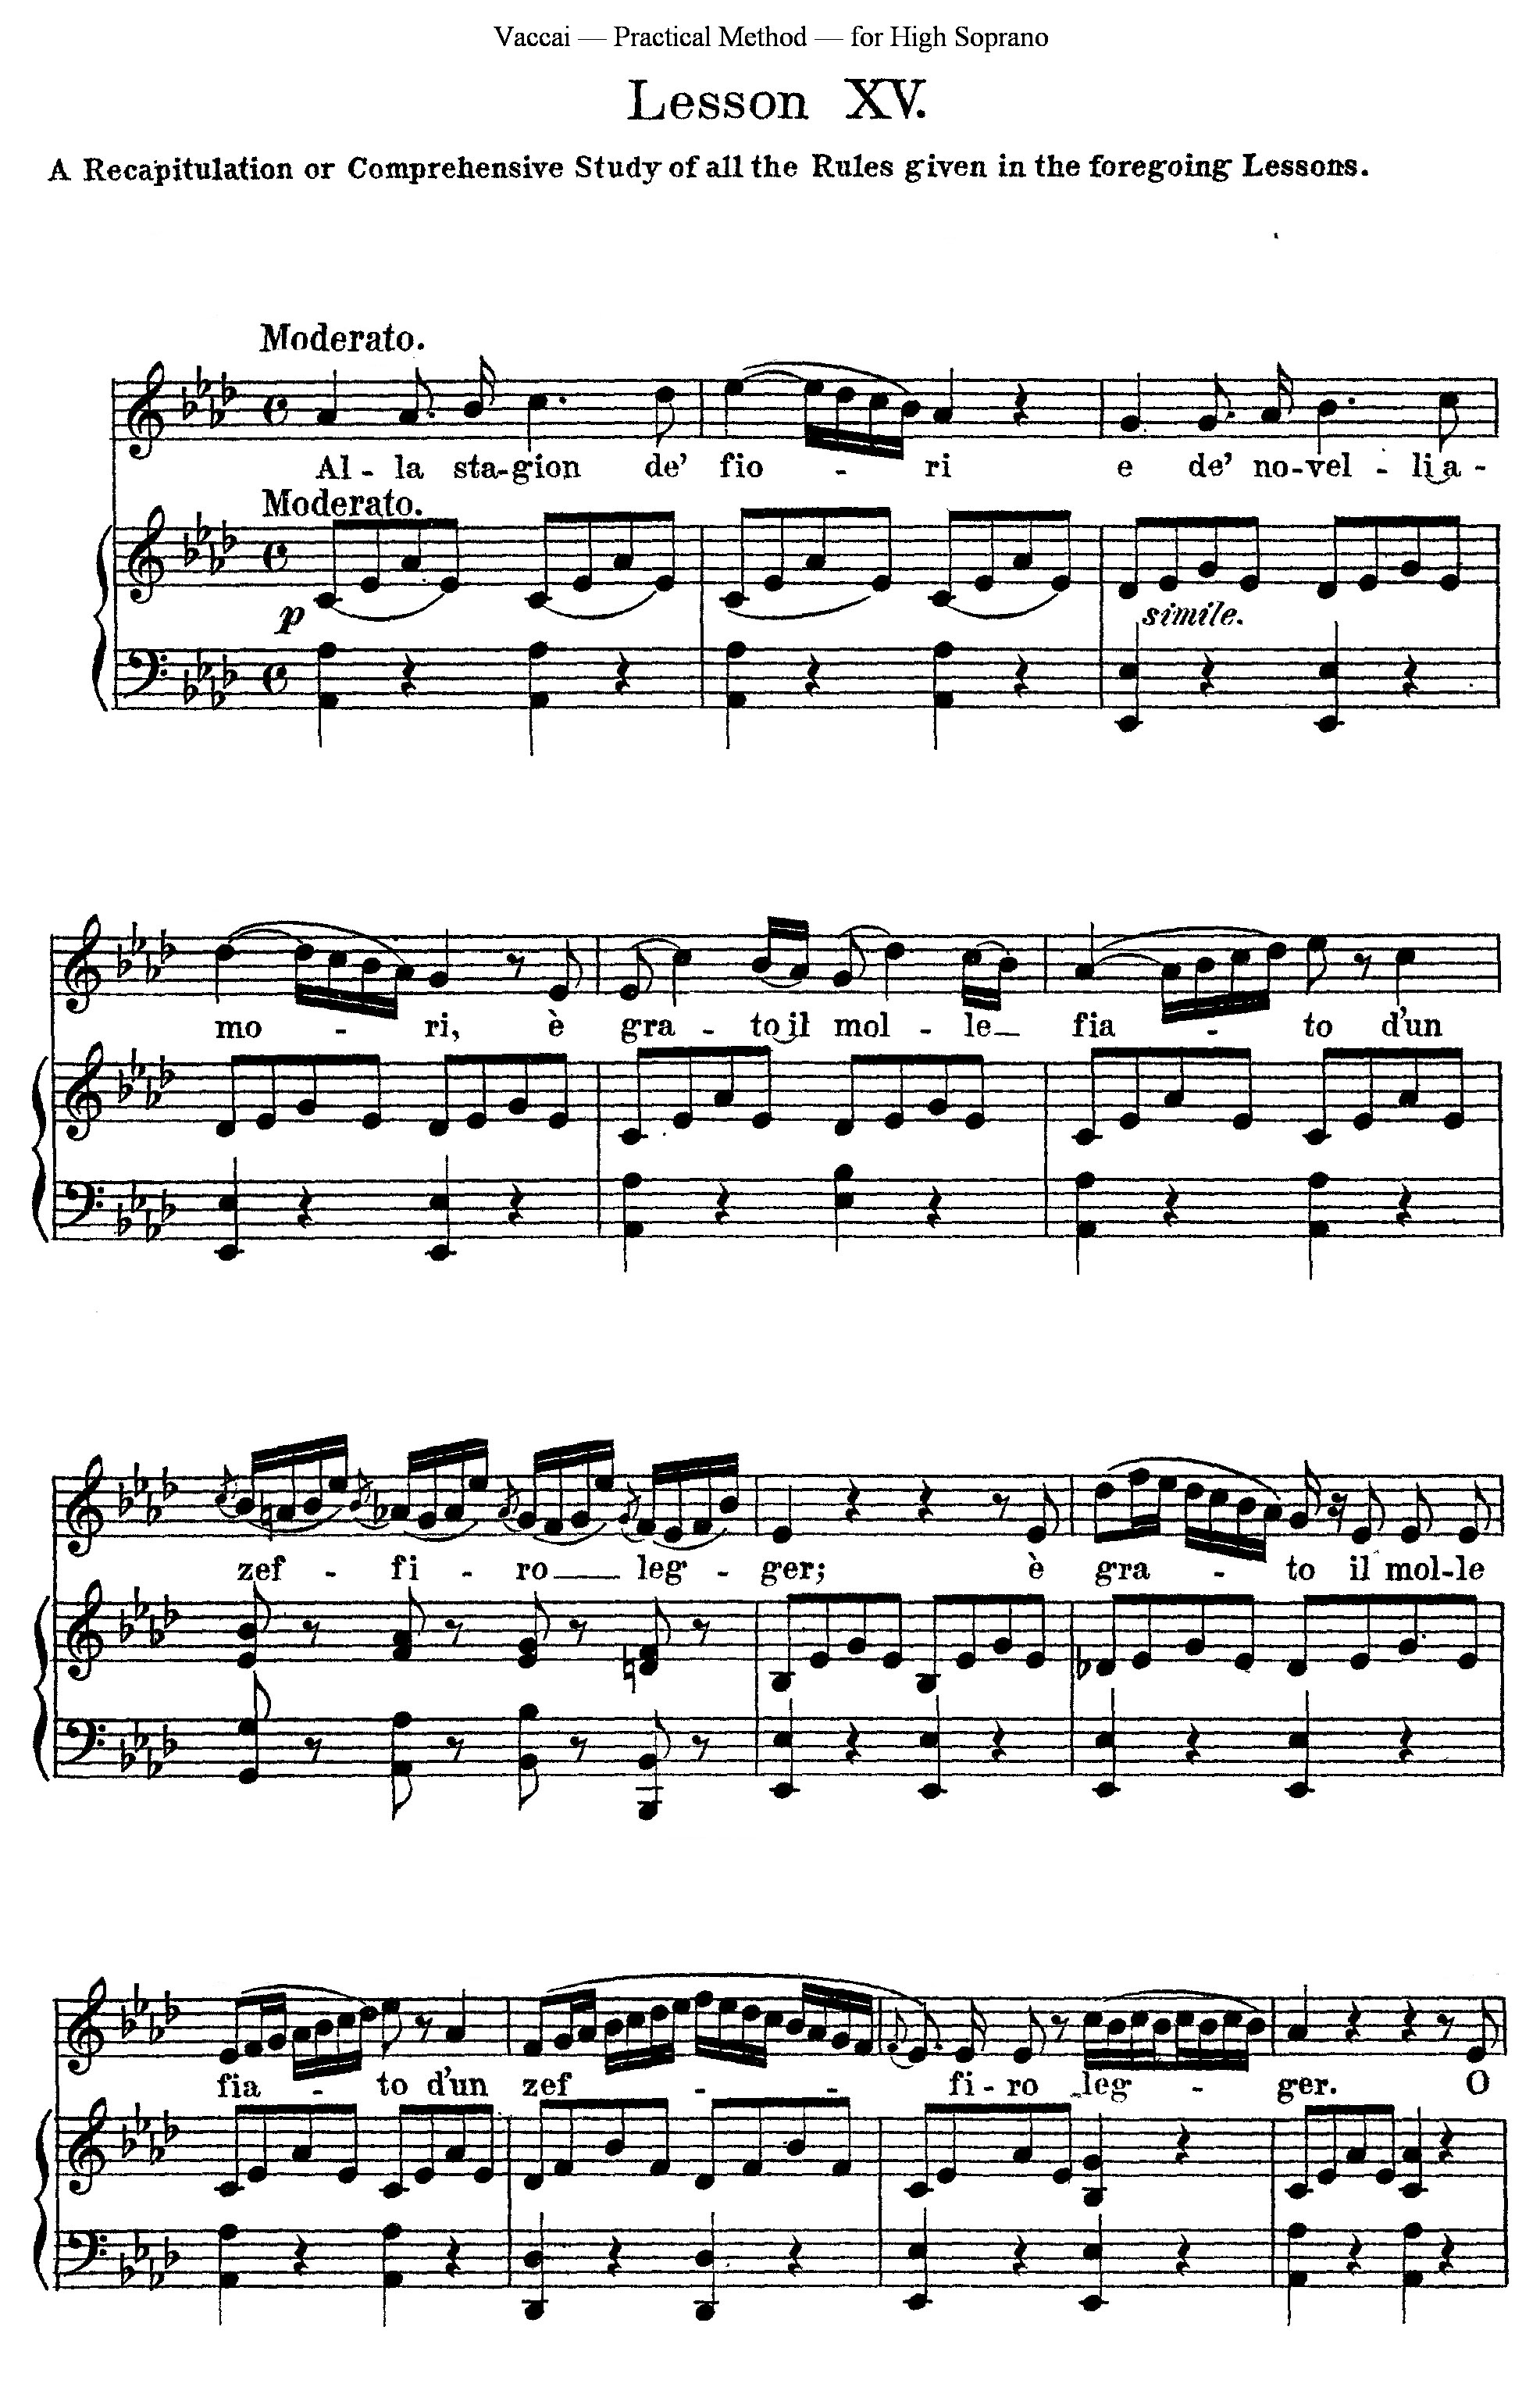 Vaccai — Practical Method — for High Soprano
Lesson XV.
A Recapitulation or Comprehensive Study of all the Rules given in the foregoing Lessons.
Moderato.
Al - la sta-gion de' fio - ri e de' no-vel - li a -
Moderato.
p
simile.
mo - ri, è gra - to il mol - le fia - to d'un
zef - fi - ro leg - ger; è gra - to il mol-le
fia - to d'un zef - - - fi - ro leg - ger. O